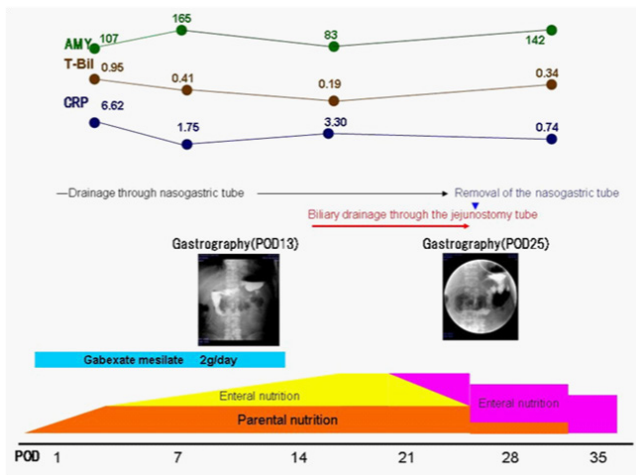 165
AMY 107
83
142
T-Bil 0.95
0.41
0.19
0.34
CRP 6.62
1.75
3.30
0.74
Drainage through nasogastric tube
Removal of the nasogastric tube
Biliary drainage through the jejunostomy tube
Gastrography(POD13)
Gastrography(POD25)
Gabexate mesilate 2g/day
Enteral nutrition
Enteral nutrition
Parental nutrition
POD 1 7 14 21 28 35